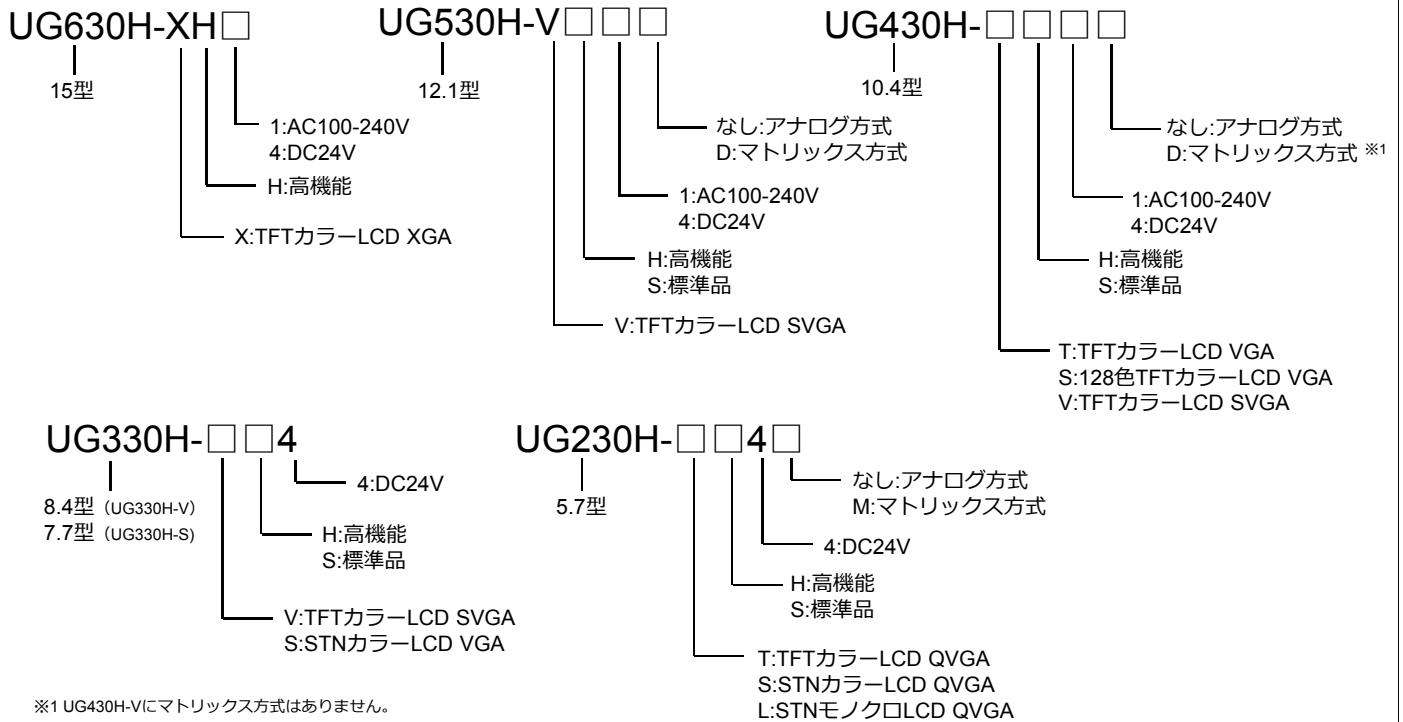 UG630H-XH□
15型
1:AC100-240V
4:DC24V
H:高機能
X:TFTカラーLCD XGA
UG530H-V□□□
12.1型
なし:アナログ方式
D:マトリックス方式
1:AC100-240V
4:DC24V
H:高機能
S:標準品
V:TFTカラーLCD SVGA
UG430H-□□□□
10.4型
なし:アナログ方式
D:マトリックス方式 ※1
1:AC100-240V
4:DC24V
H:高機能
S:標準品
T:TFTカラーLCD VGA
S:128色TFTカラーLCD VGA
V:TFTカラーLCD SVGA
UG330H-□□4
8.4型（UG330H-V）
7.7型（UG330H-S)
4:DC24V
H:高機能
S:標準品
V:TFTカラーLCD SVGA
S:STNカラーLCD VGA
UG230H-□□4□
5.7型
なし:アナログ方式
M:マトリックス方式
4:DC24V
H:高機能
S:標準品
T:TFTカラーLCD QVGA
S:STNカラーLCD QVGA
L:STNモノクロLCD QVGA
※1 UG430H-Vにマトリックス方式はありません。